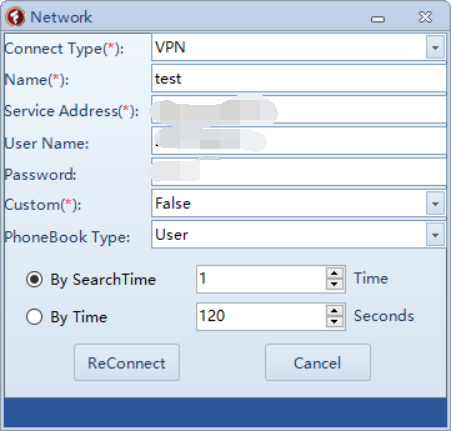 Network
Connect Type(*): VPN
Name(*): test
Service Address(*):
User Name:
Password:
Custom(*): False
PhoneBook Type: User
By SearchTime 1 Time
By Time 120 Seconds
ReConnect Cancel